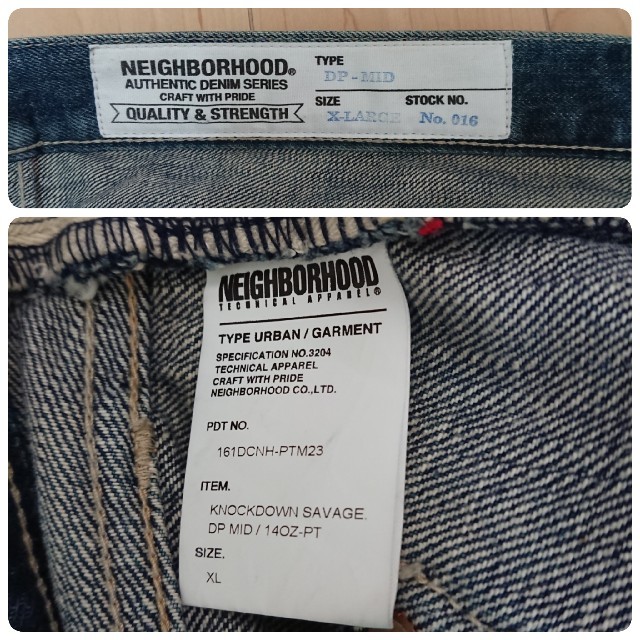 NEIGHBORHOOD®
AUTHENTIC DENIM SERIES
CRAFT WITH PRIDE
QUALITY & STRENGTH
TYPE
DP-MID
SIZE
X-LARGE
STOCK NO.
No. 016
NEIGHBORHOOD
TECHNICAL APPAREL®
TYPE URBAN / GARMENT
SPECIFICATION NO.3204
TECHNICAL APPAREL
CRAFT WITH PRIDE
NEIGHBORHOOD CO.,LTD.
PDT NO.
161DCNH-PTM23
ITEM.
KNOCKDOWN SAVAGE.
DP MID / 14OZ-PT
SIZE.
XL